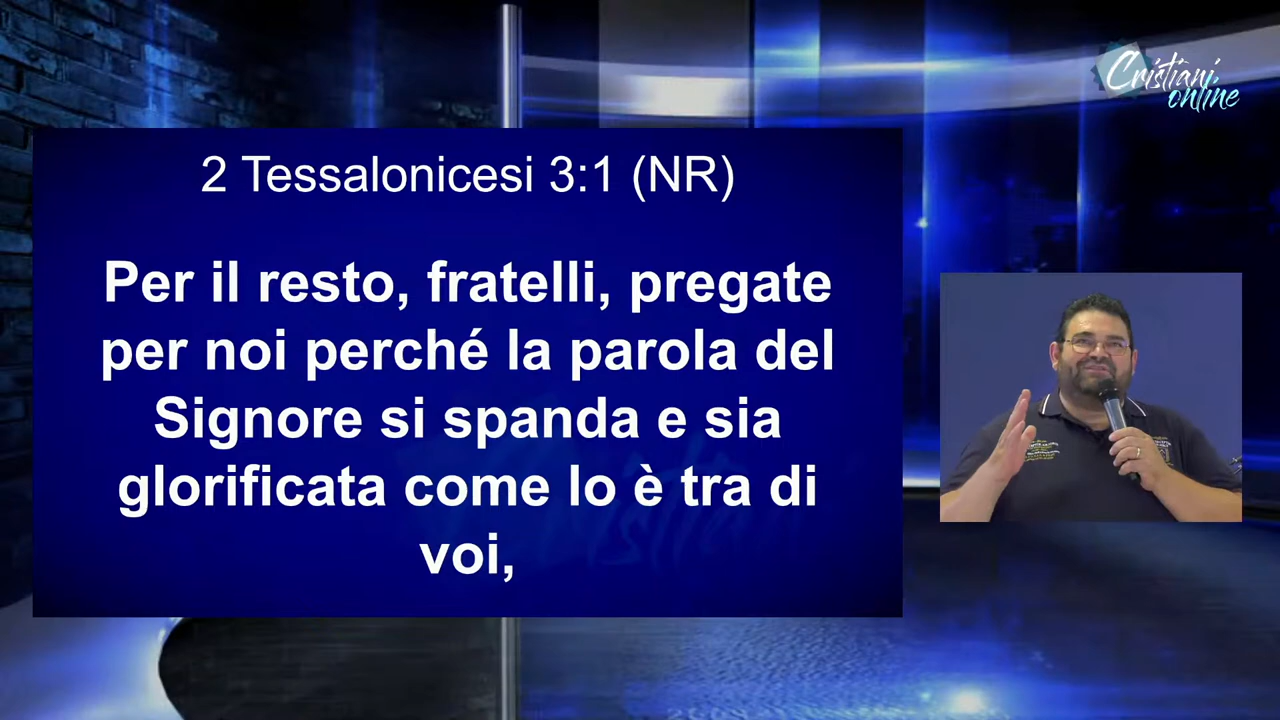 Cristiani
online
2 Tessalonicesi 3:1 (NR)
Per il resto, fratelli, pregate
per noi perché la parola del
Signore si spanda e sia
glorificata come lo è tra di
voi,